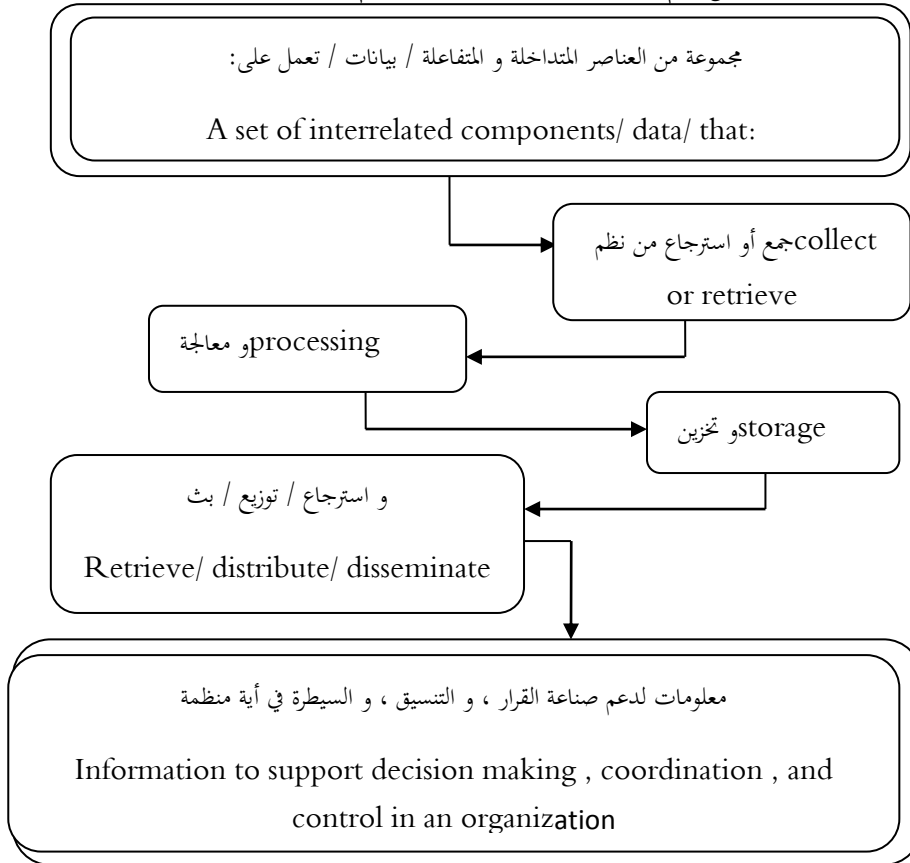 مجموعة من العناصر المتداخلة و المتفاعلة / بيانات / تعمل على:
A set of interrelated components/ data/ that:
collectجمع أو استرجاع من نظم
or retrieve
processingو معالجة
storageو تخزين
و استرجاع / توزيع / بث
Retrieve/ distribute/ disseminate
معلومات لدعم صناعة القرار ، و التنسيق ، و السيطرة في أية منظمة
Information to support decision making , coordination , and
control in an organization